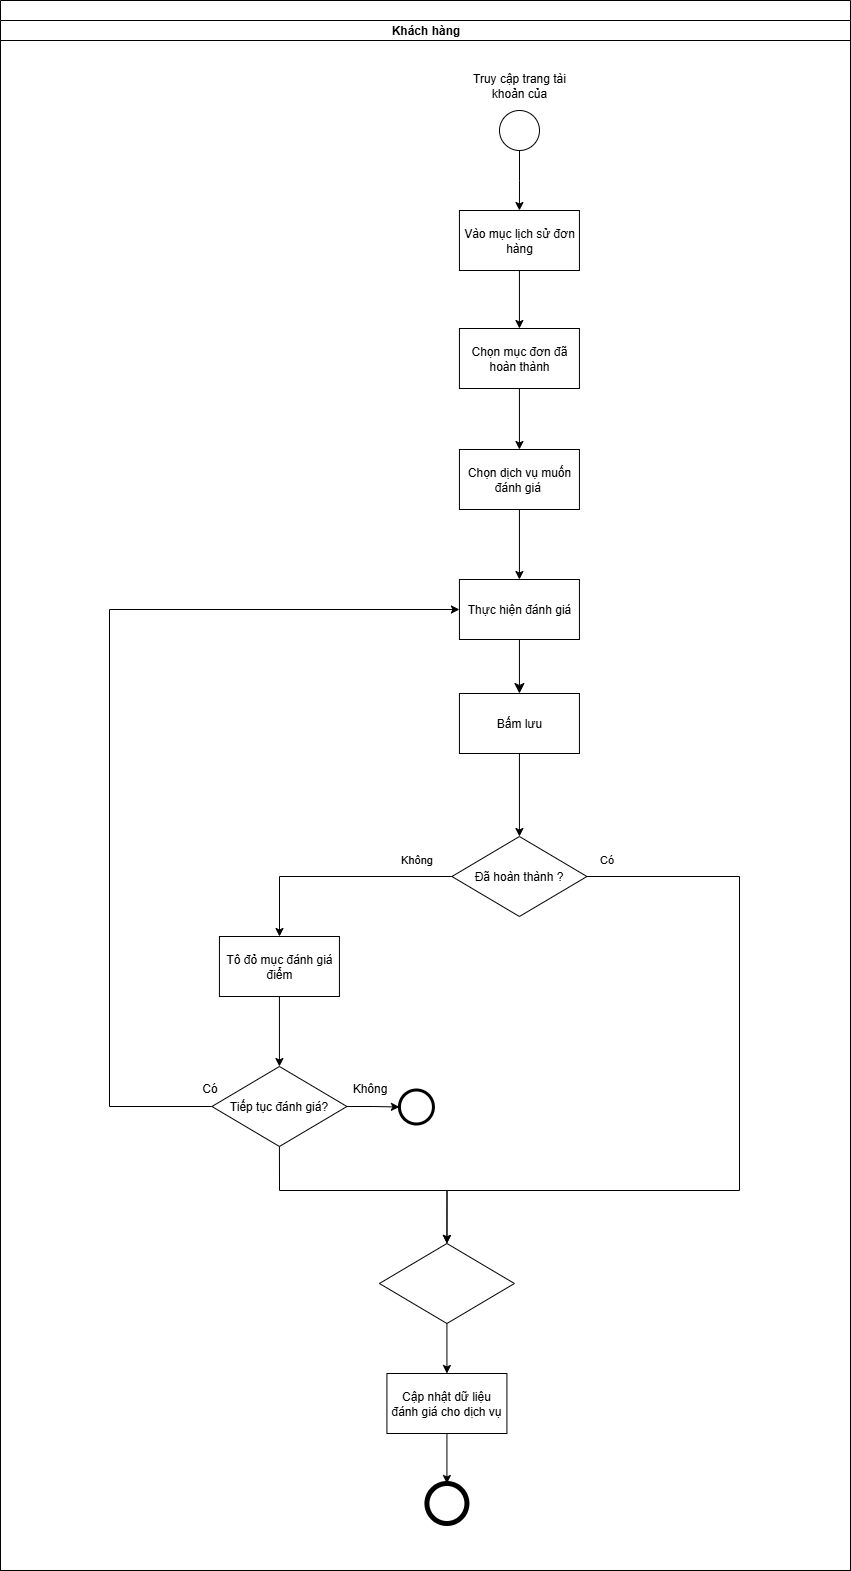 Khách hàng
Truy cập trang tài
khoản của
Vào mục lịch sử đơn
hàng
Chọn mục đơn đã
hoàn thành
Chọn dịch vụ muốn
đánh giá
Thực hiện đánh giá
Bấm lưu
Không
Có
Đã hoàn thành ?
Tô đỏ mục đánh giá
điểm
Có
Không
Tiếp tục đánh giá?
Cập nhật dữ liệu
đánh giá cho dịch vụ